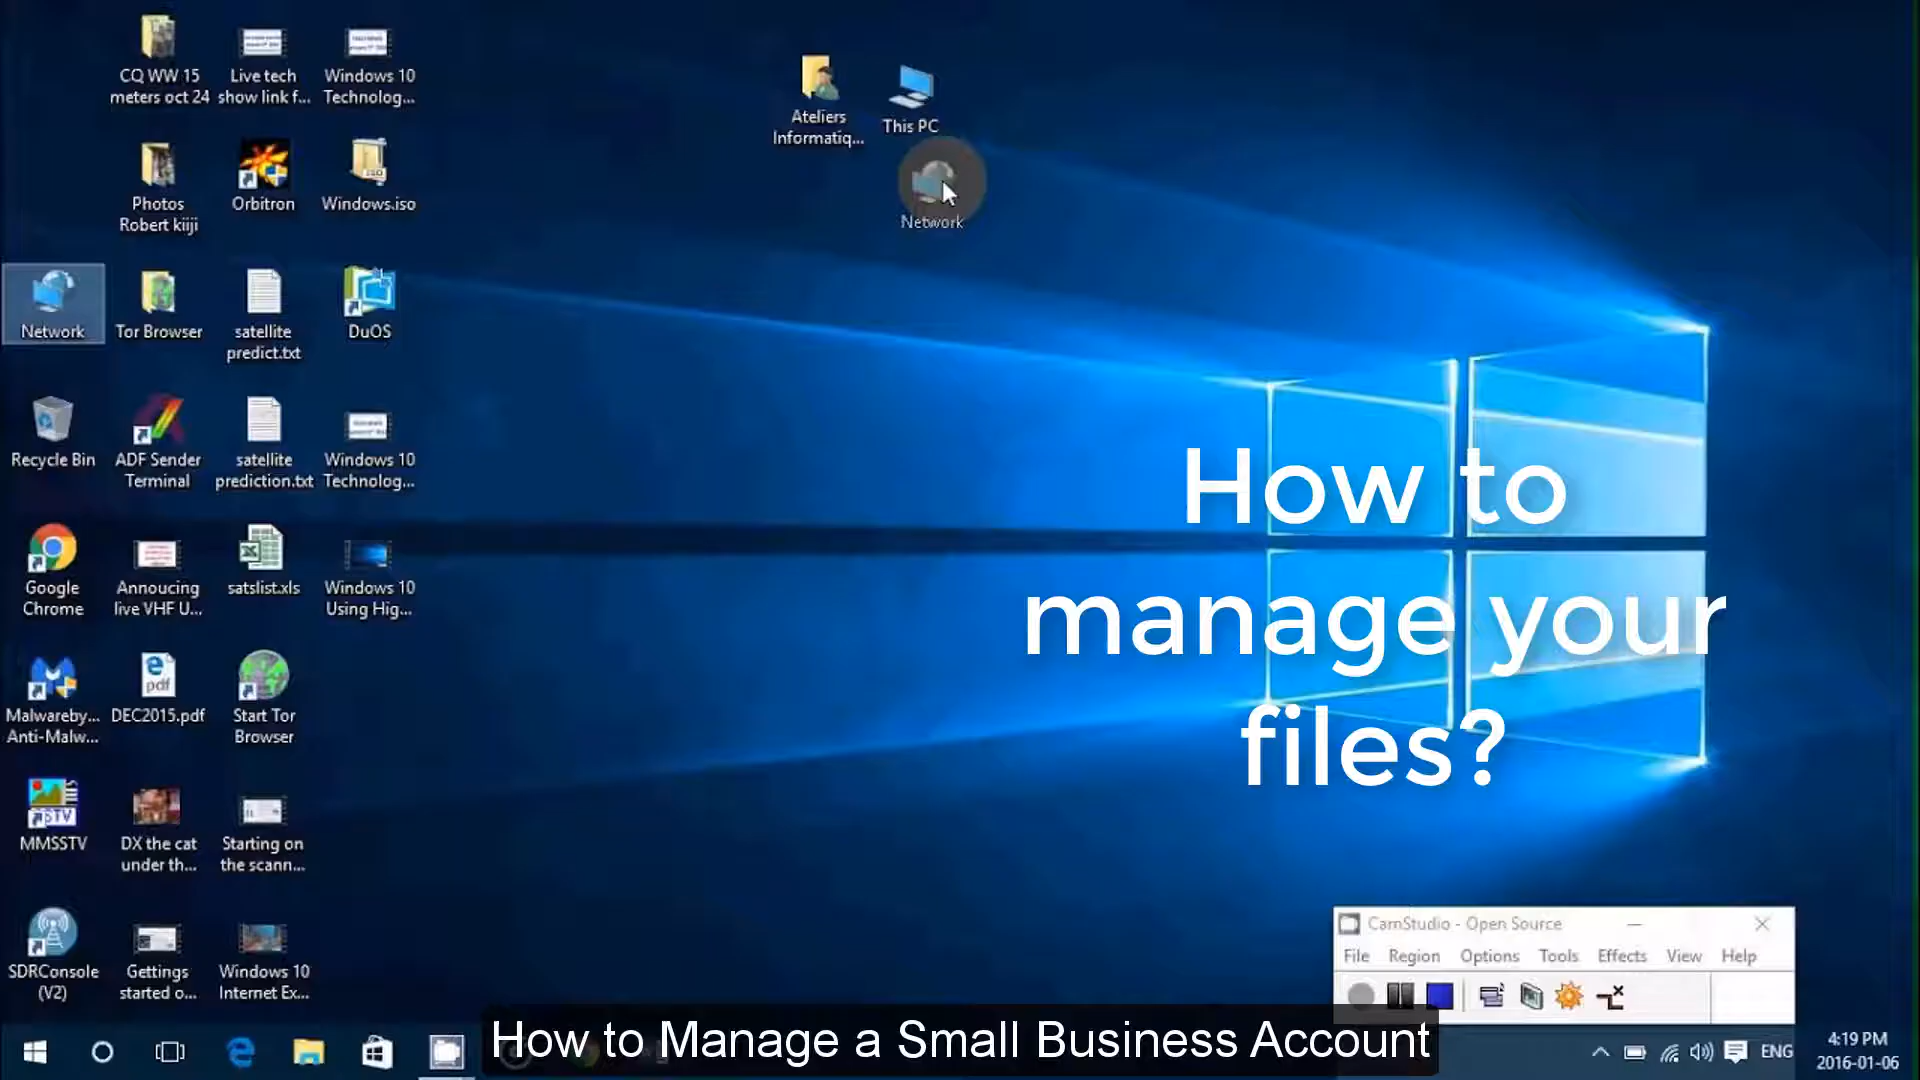 CQ WW 15
meters oct 24
Live tech
show link f...
Windows 10
Technolog...
Ateliers
Informatiq...
This PC
Photos
Robert kiiji
Orbitron
Windows.iso
Network
Network
Tor Browser
satellite
predict.txt
DuOS
Recycle Bin
ADF Sender
Terminal
satellite
prediction.txt
Windows 10
Technolog...
How to
manage your
files?
Google
Chrome
Annoucing
live VHF U...
satslist.xls
Windows 10
Using Hig...
Malwareby...
Anti-Malw...
pdf
DEC2015.pdf
Start Tor
Browser
MMSSTV
DX the cat
under th...
Starting on
the scann...
SDRConsole
(V2)
Gettings
started o...
Windows 10
Internet Ex...
CamStudio - Open Source
File Region Options Tools Effects View Help
How to Manage a Small Business Account
ENG
4:19 PM
2016-01-06